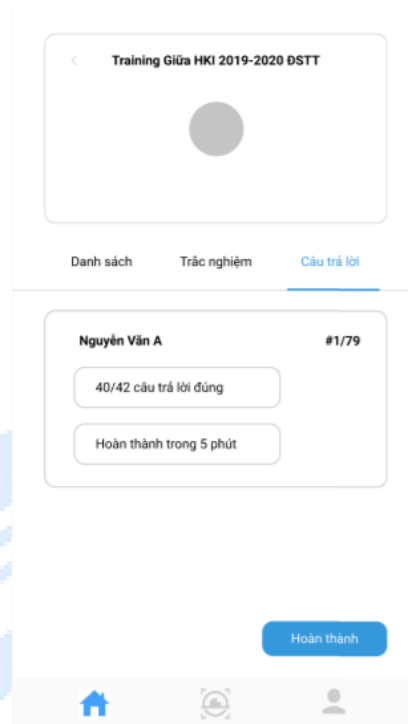 Training Giữa HKI 2019-2020 ĐSTT
Danh sách Trắc nghiệm Câu trả lời
Nguyễn Văn A #1/79
40/42 câu trả lời đúng
Hoàn thành trong 5 phút
Hoàn thành